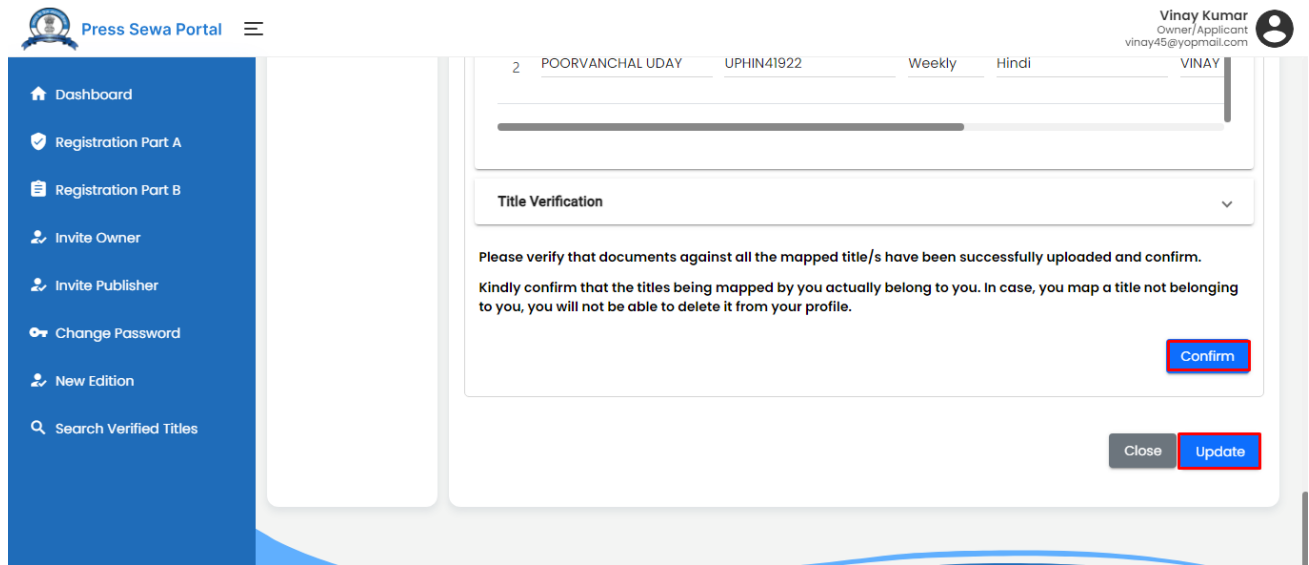 Press Sewa Portal
Vinay Kumar
Owner/Applicant
vinay45@yopmail.com
Dashboard
Registration Part A
Registration Part B
Invite Owner
Invite Publisher
Change Password
New Edition
Search Verified Titles
2 POORVANCHAL UDAY UPHIN41922 Weekly Hindi VINAY
Title Verification
Please verify that documents against all the mapped title/s have been successfully uploaded and confirm.
Kindly confirm that the titles being mapped by you actually belong to you. In case, you map a title not belonging
to you, you will not be able to delete it from your profile.
Confirm
Close Update